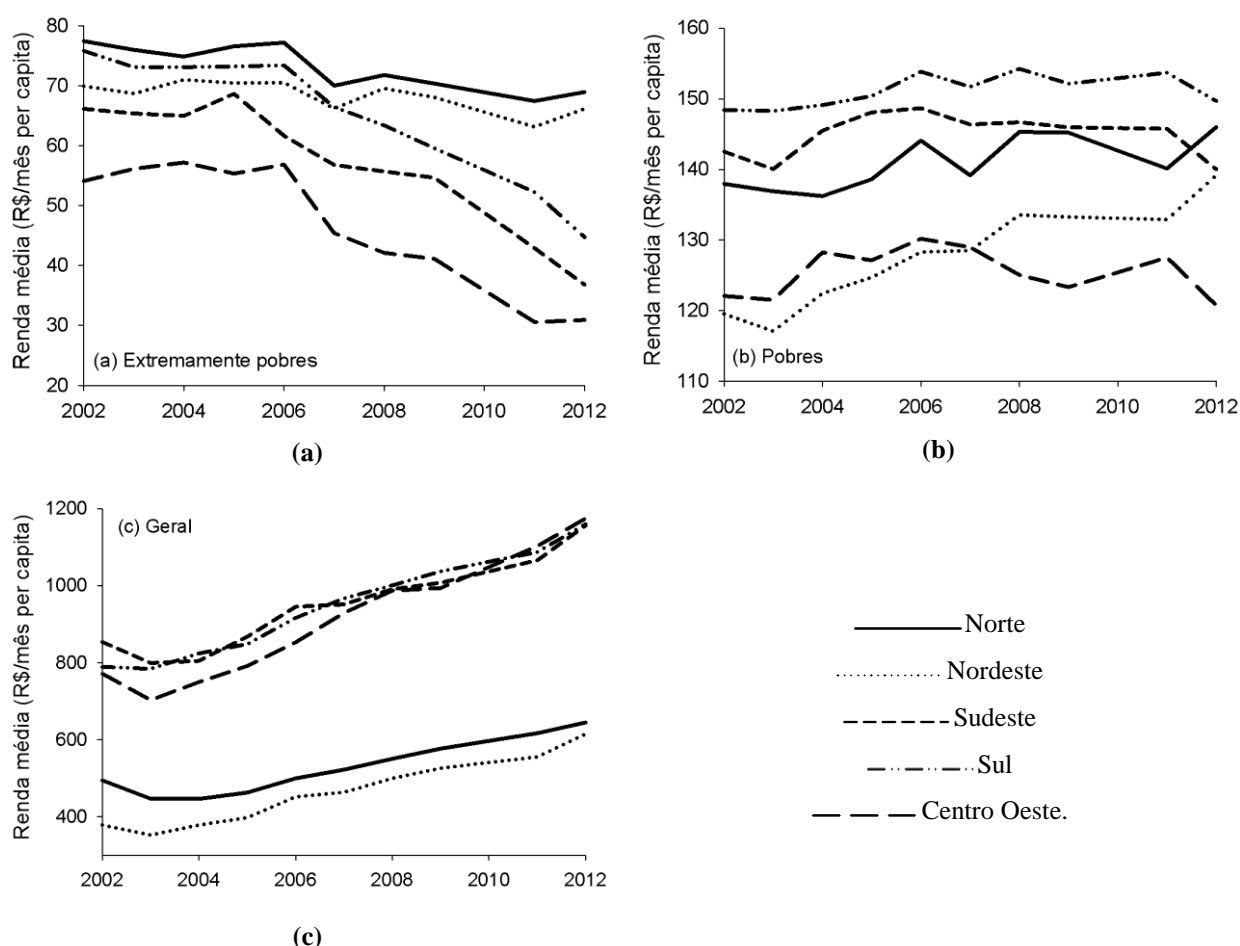 Renda média (R$/mês per capita)
80
70
60
50
40
30
20
(a) Extremamente pobres
2002 2004 2006 2008 2010 2012
(a)
Renda média (R$/mês per capita)
160
150
140
130
120
110
(b) Pobres
2002 2004 2006 2008 2010 2012
(b)
Renda média (R$/mês per capita)
1200
1000
800
600
400
(c) Geral
2002 2004 2006 2008 2010 2012
(c)
Norte
Nordeste
Sudeste
Sul
Centro Oeste.